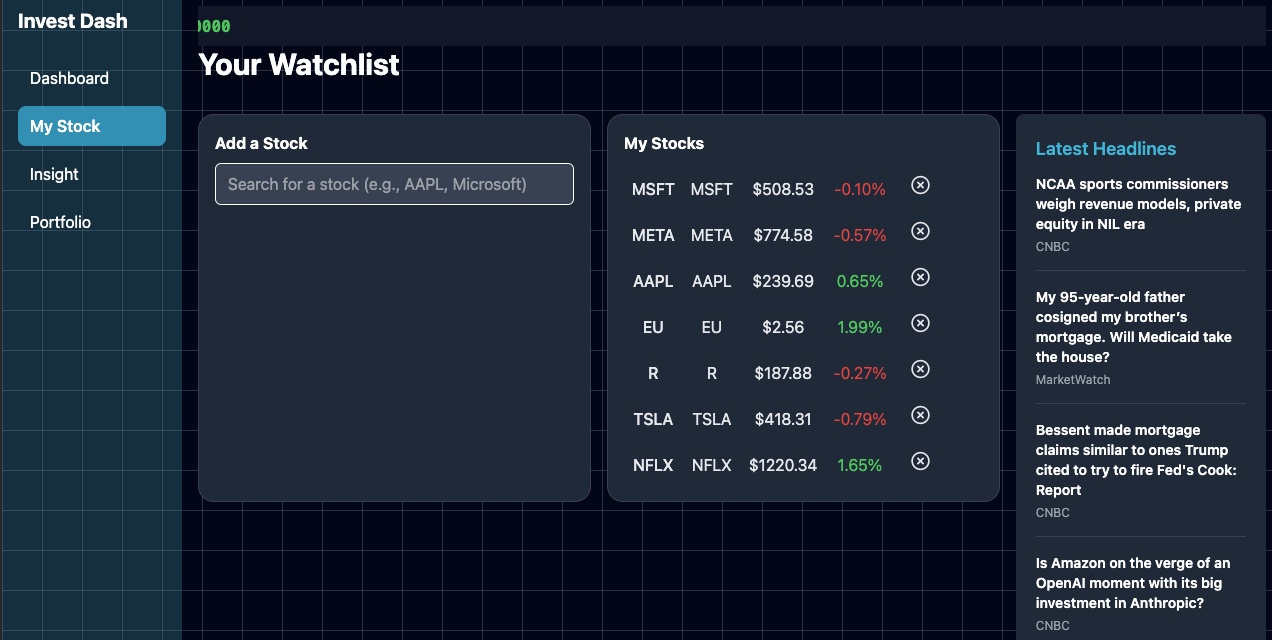 Invest Dash
Dashboard
My Stock
Insight
Portfolio
0000
Your Watchlist
Add a Stock
Search for a stock (e.g., AAPL, Microsoft)
My Stocks
MSFT MSFT $508.53 -0.10%
META META $774.58 -0.57%
AAPL AAPL $239.69 0.65%
EU EU $2.56 1.99%
R R $187.88 -0.27%
TSLA TSLA $418.31 -0.79%
NFLX NFLX $1220.34 1.65%
Latest Headlines
NCAA sports commissioners
weigh revenue models, private
equity in NIL era
CNBC
My 95-year-old father
cosigned my brother’s
mortgage. Will Medicaid take
the house?
MarketWatch
Bessent made mortgage
claims similar to ones Trump
cited to try to fire Fed's Cook:
Report
CNBC
Is Amazon on the verge of an
OpenAI moment with its big
investment in Anthropic?
CNBC